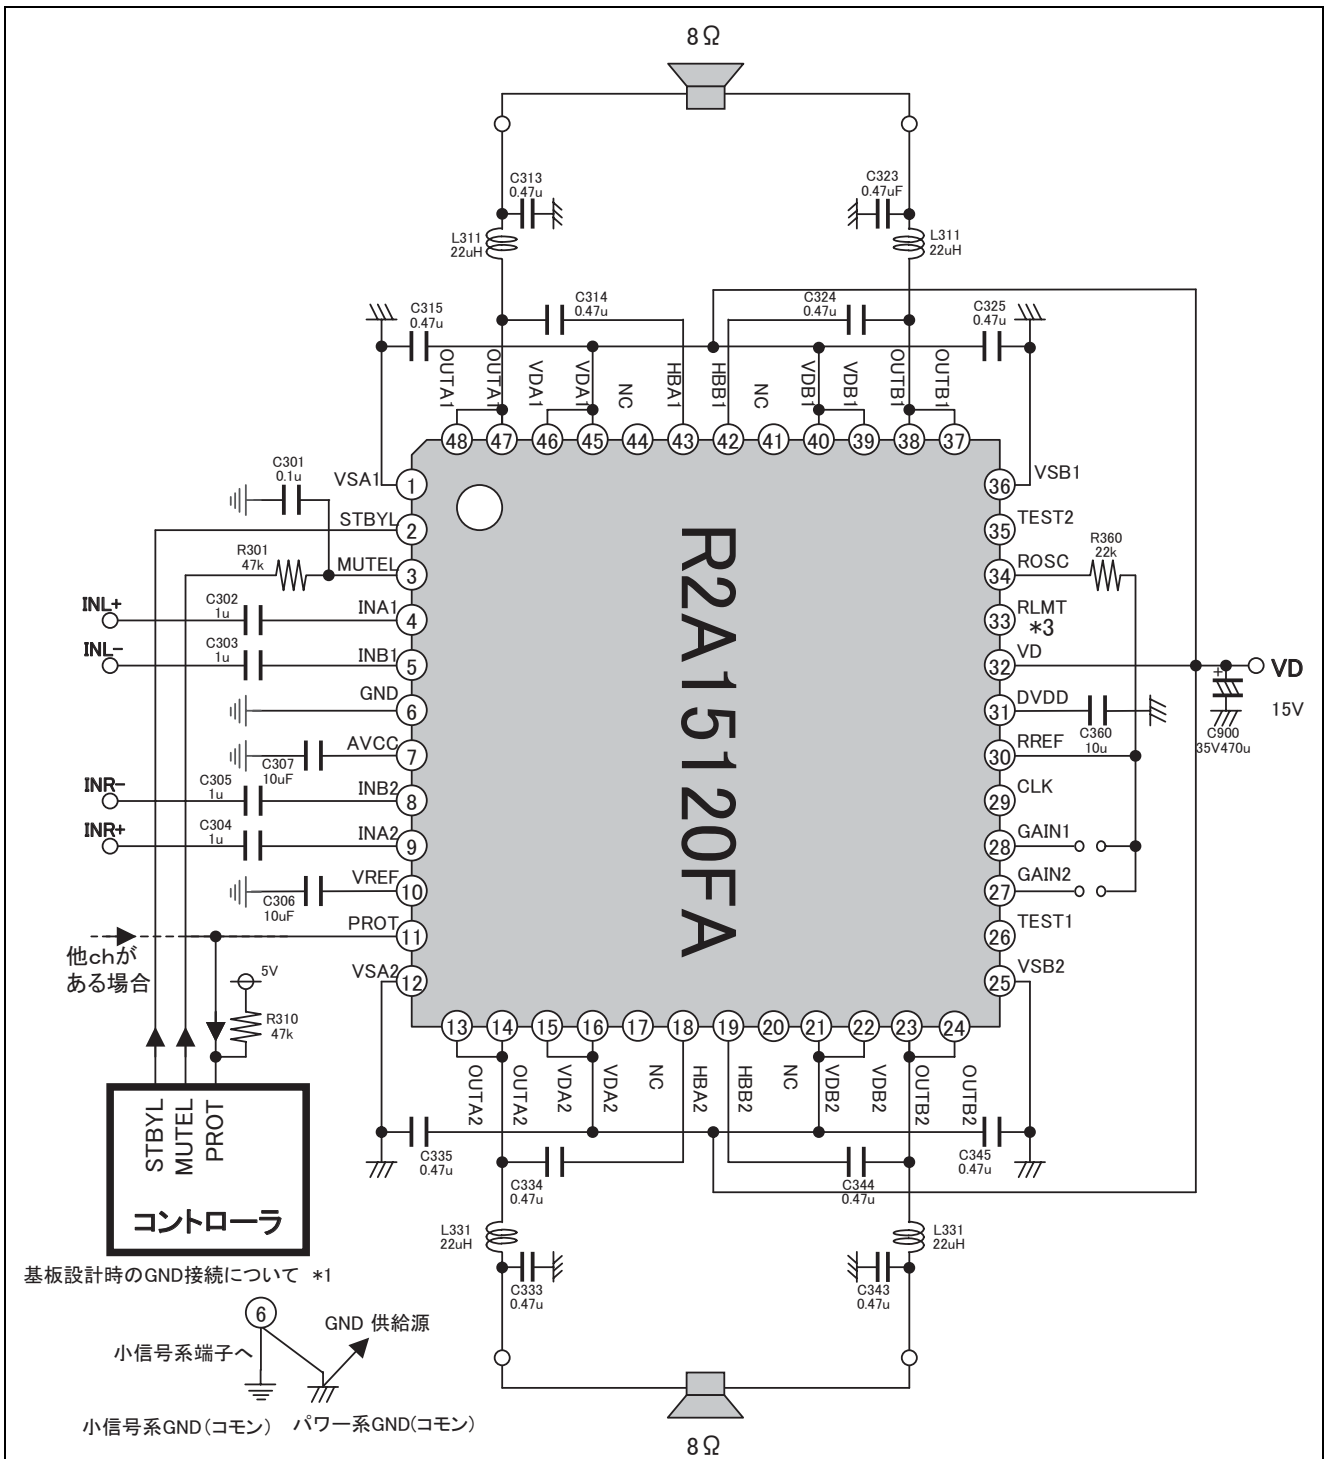 8Ω
C313
0.47u
C323
0.47uF
L311
22uH
L311
22uH
C315
0.47u
C314
0.47u
C324
0.47u
C325
0.47u
OUTA1
OUTA1
VDA1
VDA1
NC
HBA1
HBB1
NC
VDB1
VDB1
OUTB1
OUTB1
48
47
46
45
44
43
42
41
40
39
38
37
C301
0.1u
VSA1
1
STBYL
2
R301
47k
MUTEL
3
INL+
C302
1u
INA1
4
INL-
C303
1u
INB1
5
GND
6
AVCC
7
C307
10uF
INR-
C305
1u
INB2
8
INR+
C304
1u
INA2
9
VREF
10
C306
10uF
PROT
11
他chが
ある場合
VSA2
12
5V
R310
47k
R2A15120FA
36
VSB1
35
TEST2
34
ROSC
R360
22k
33
RLMT
*3
32
VD
VD
15V
+
C900
35V470u
31
DVDD
C360
10u
30
RREF
29
CLK
28
GAIN1
27
GAIN2
26
TEST1
25
VSB2
13
14
15
16
17
18
19
20
21
22
23
24
OUTA2
OUTA2
VDA2
VDA2
NC
HBA2
HBB2
NC
VDB2
VDB2
OUTB2
OUTB2
STBYL
MUTEL
PROT
コントローラ
C335
0.47u
C334
0.47u
C344
0.47u
C345
0.47u
L331
22uH
L331
22uH
C333
0.47u
C343
0.47u
8Ω
基板設計時のGND接続について *1
6
GND 供給源
小信号系端子へ
小信号系GND(コモン)
パワー系GND(コモン)